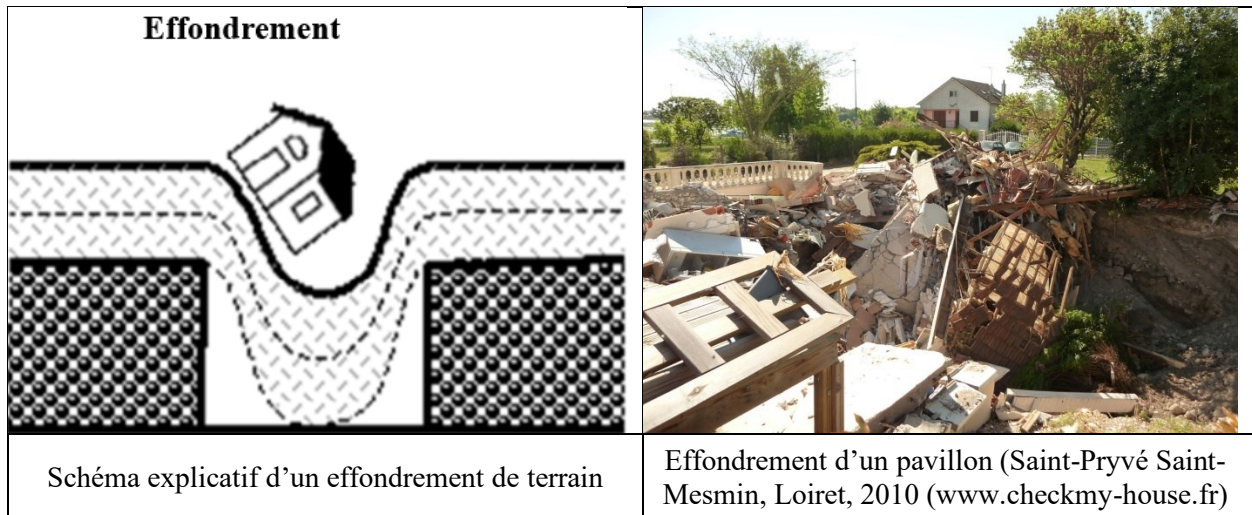 Effondrement
Schéma explicatif d’un effondrement de terrain
Effondrement d’un pavillon (Saint-Pryvé Saint-
Mesmin, Loiret, 2010 (www.checkmy-house.fr)